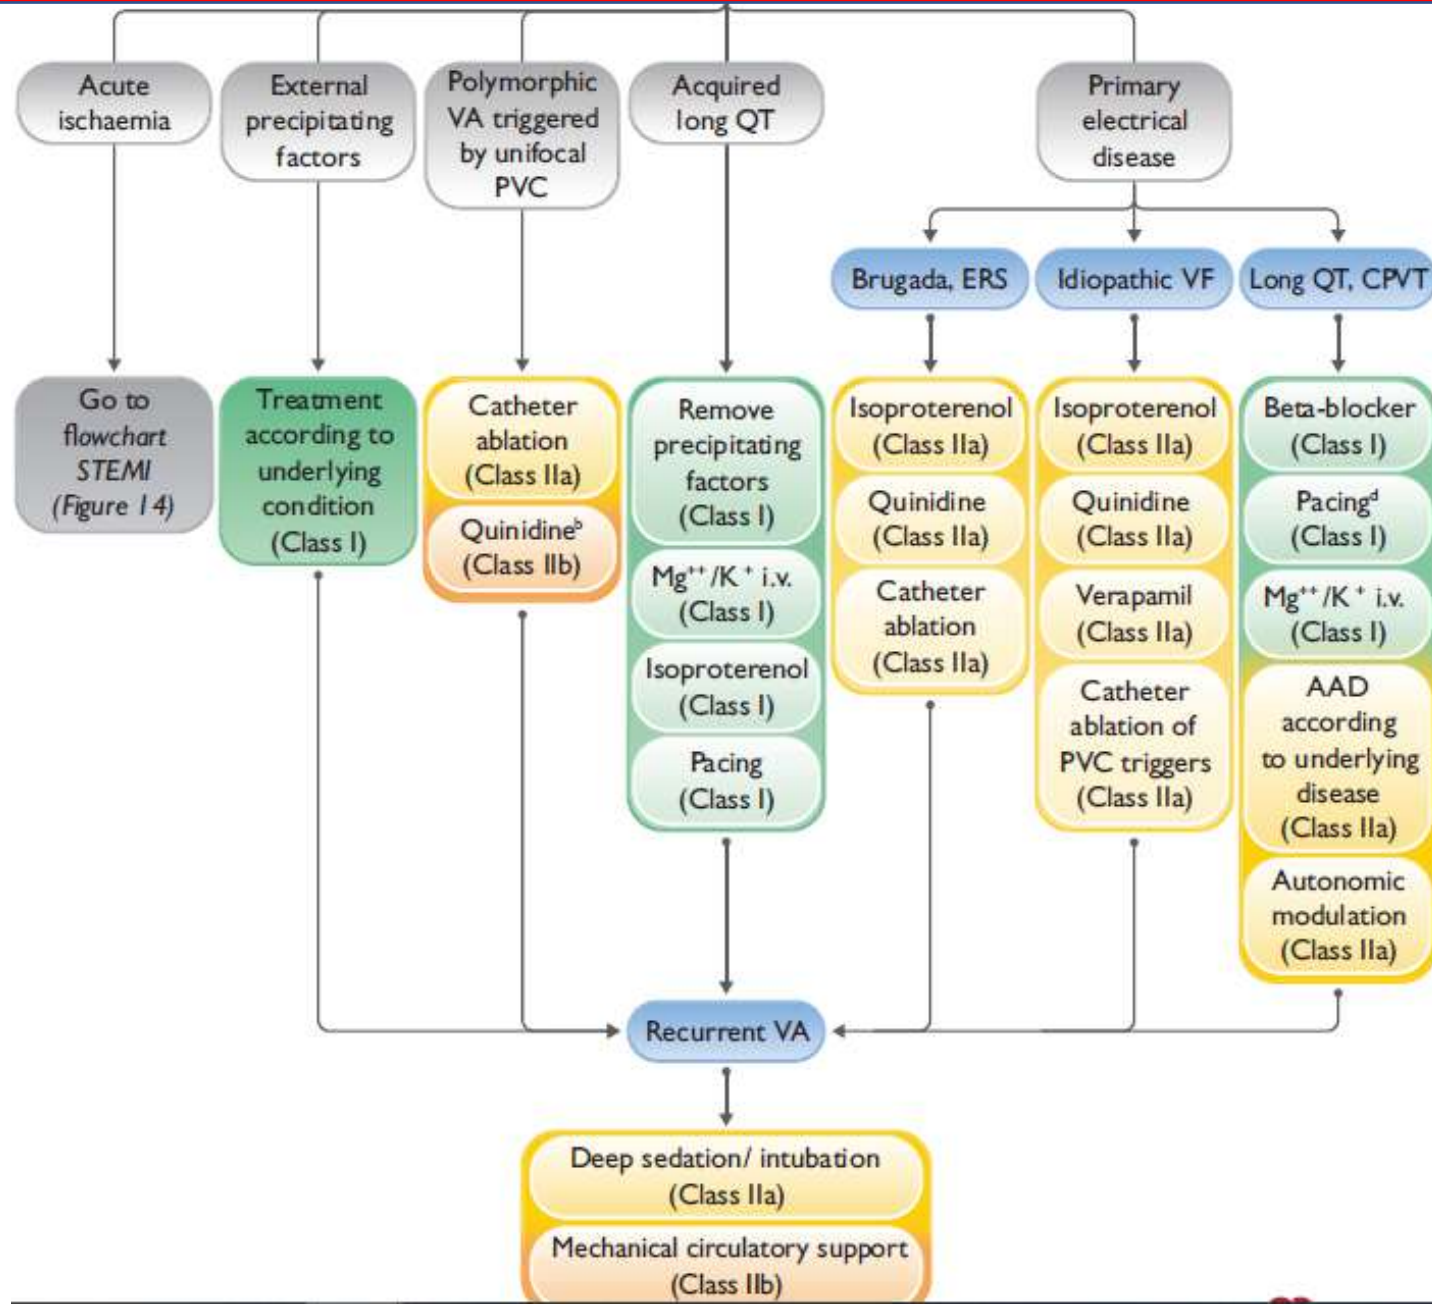 Acute
ischaemia
External
precipitating
factors
Polymorphic
VA triggered
by unifocal
PVC
Acquired
long QT
Primary
electrical
disease
Brugada, ERS
Idiopathic VF
Long QT, CPVT
Go to
flowchart
STEMI
(Figure 14)
Treatment
according to
underlying
condition
(Class I)
Catheter
ablation
(Class IIa)
Quinidineᵇ
(Class IIb)
Remove
precipitating
factors
(Class I)
Mg⁺⁺/K⁺ i.v.
(Class I)
Isoproterenol
(Class I)
Pacing
(Class I)
Isoproterenol
(Class IIa)
Quinidine
(Class IIa)
Catheter
ablation
(Class IIa)
Isoproterenol
(Class IIa)
Quinidine
(Class IIa)
Verapamil
(Class IIa)
Catheter
ablation of
PVC triggers
(Class IIa)
Beta-blocker
(Class I)
Pacingᵈ
(Class I)
Mg⁺⁺/K⁺ i.v.
(Class I)
AAD
according
to underlying
disease
(Class IIa)
Autonomic
modulation
(Class IIa)
Recurrent VA
Deep sedation/ intubation
(Class IIa)
Mechanical circulatory support
(Class IIb)